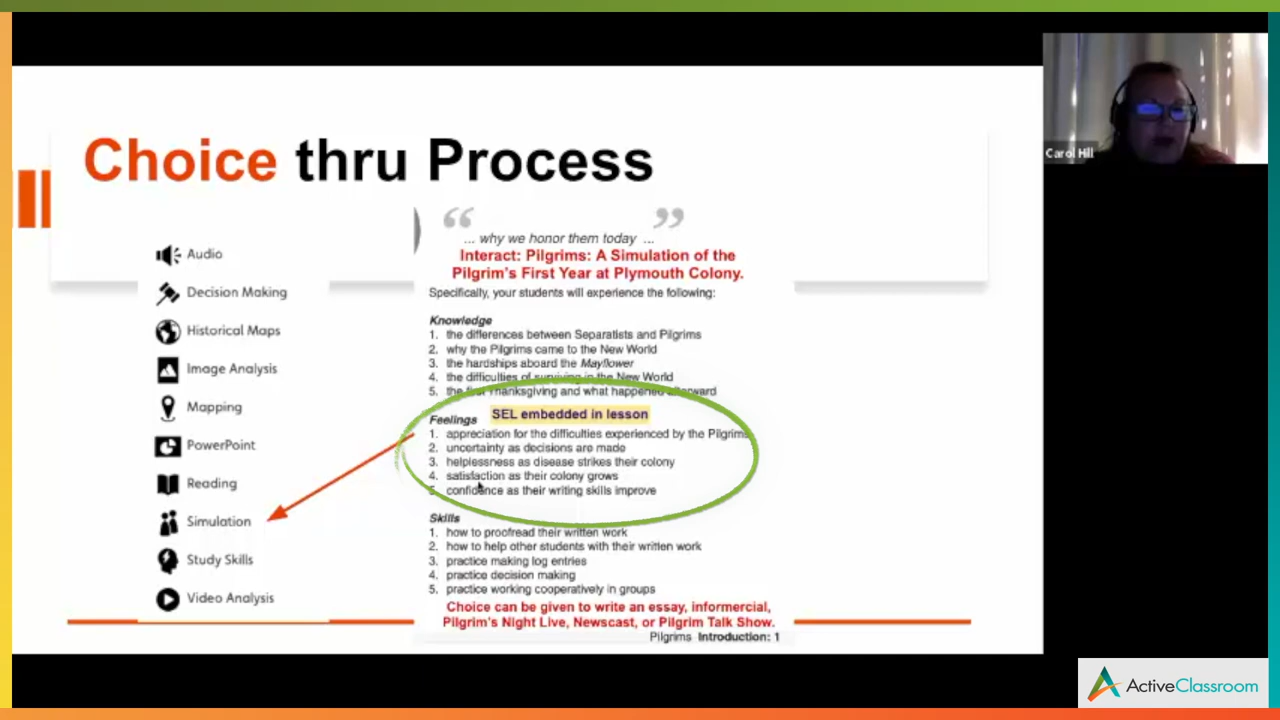 Choice thru Process
Audio
Decision Making
Historical Maps
Image Analysis
Mapping
PowerPoint
Reading
Simulation
Study Skills
Video Analysis
“ ”
... why we honor them today ...
Interact: Pilgrims: A Simulation of the
Pilgrim's First Year at Plymouth Colony.
Specifically, your students will experience the following:
Knowledge
1. the differences between Separatists and Pilgrims
2. why the Pilgrims came to the New World
3. the hardships aboard the Mayflower
4. the difficulties of surviving in the New World
5. the first Thanksgiving and what happened afterward
SEL embedded in lesson
Feelings
1. appreciation for the difficulties experienced by the Pilgrims
2. uncertainty as decisions are made
3. helplessness as disease strikes their colony
4. satisfaction as their colony grows
5. confidence as their writing skills improve
Skills
1. how to proofread their written work
2. how to help other students with their written work
3. practice making log entries
4. practice decision making
5. practice working cooperatively in groups
Choice can be given to write an essay, informercial,
Pilgrim's Night Live, Newscast, or Pilgrim Talk Show.
Pilgrims Introduction: 1
Carol Hill
ActiveClassroom